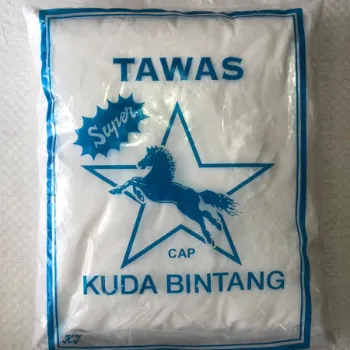 TAWAS
Super
CAP
KUDA BINTANG